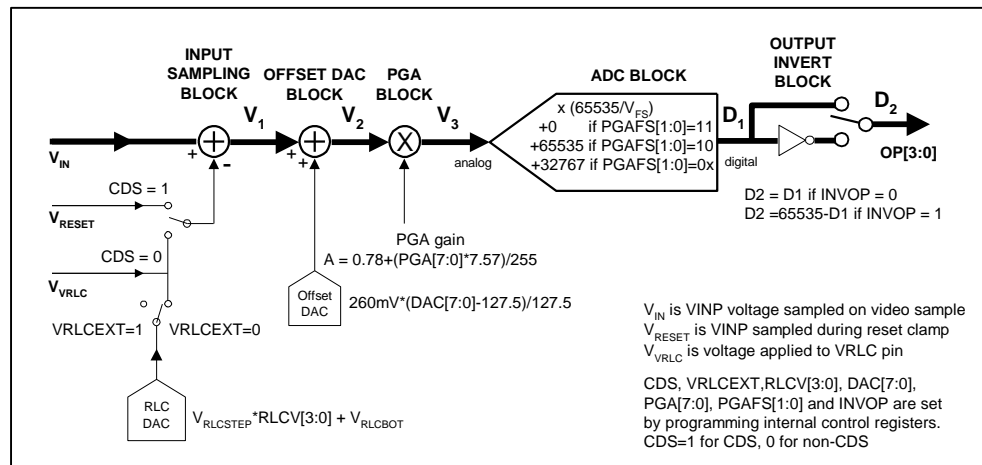 INPUT
SAMPLING
BLOCK
OFFSET DAC
BLOCK
PGA
BLOCK
ADC BLOCK
OUTPUT
INVERT
BLOCK
V1
V2
V3
x (65535/VFS)
+0 if PGAFS[1:0]=11
+65535 if PGAFS[1:0]=10
+32767 if PGAFS[1:0]=0x
D1
D2
VIN
+
-
+
+
X
analog
digital
OP[3:0]
CDS = 1
VRESET
D2 = D1 if INVOP = 0
D2 =65535-D1 if INVOP = 1
CDS = 0
VVRLC
PGA gain
A = 0.78+(PGA[7:0]*7.57)/255
Offset
DAC
260mV*(DAC[7:0]-127.5)/127.5
VRLCEXT=1
VRLCEXT=0
VIN is VINP voltage sampled on video sample
VRESET is VINP sampled during reset clamp
VVRLC is voltage applied to VRLC pin
CDS, VRLCEXT,RLCV[3:0], DAC[7:0],
PGA[7:0], PGAFS[1:0] and INVOP are set
by programming internal control registers.
CDS=1 for CDS, 0 for non-CDS
RLC
DAC
VRLCSTEP*RLCV[3:0] + VRLCBOT